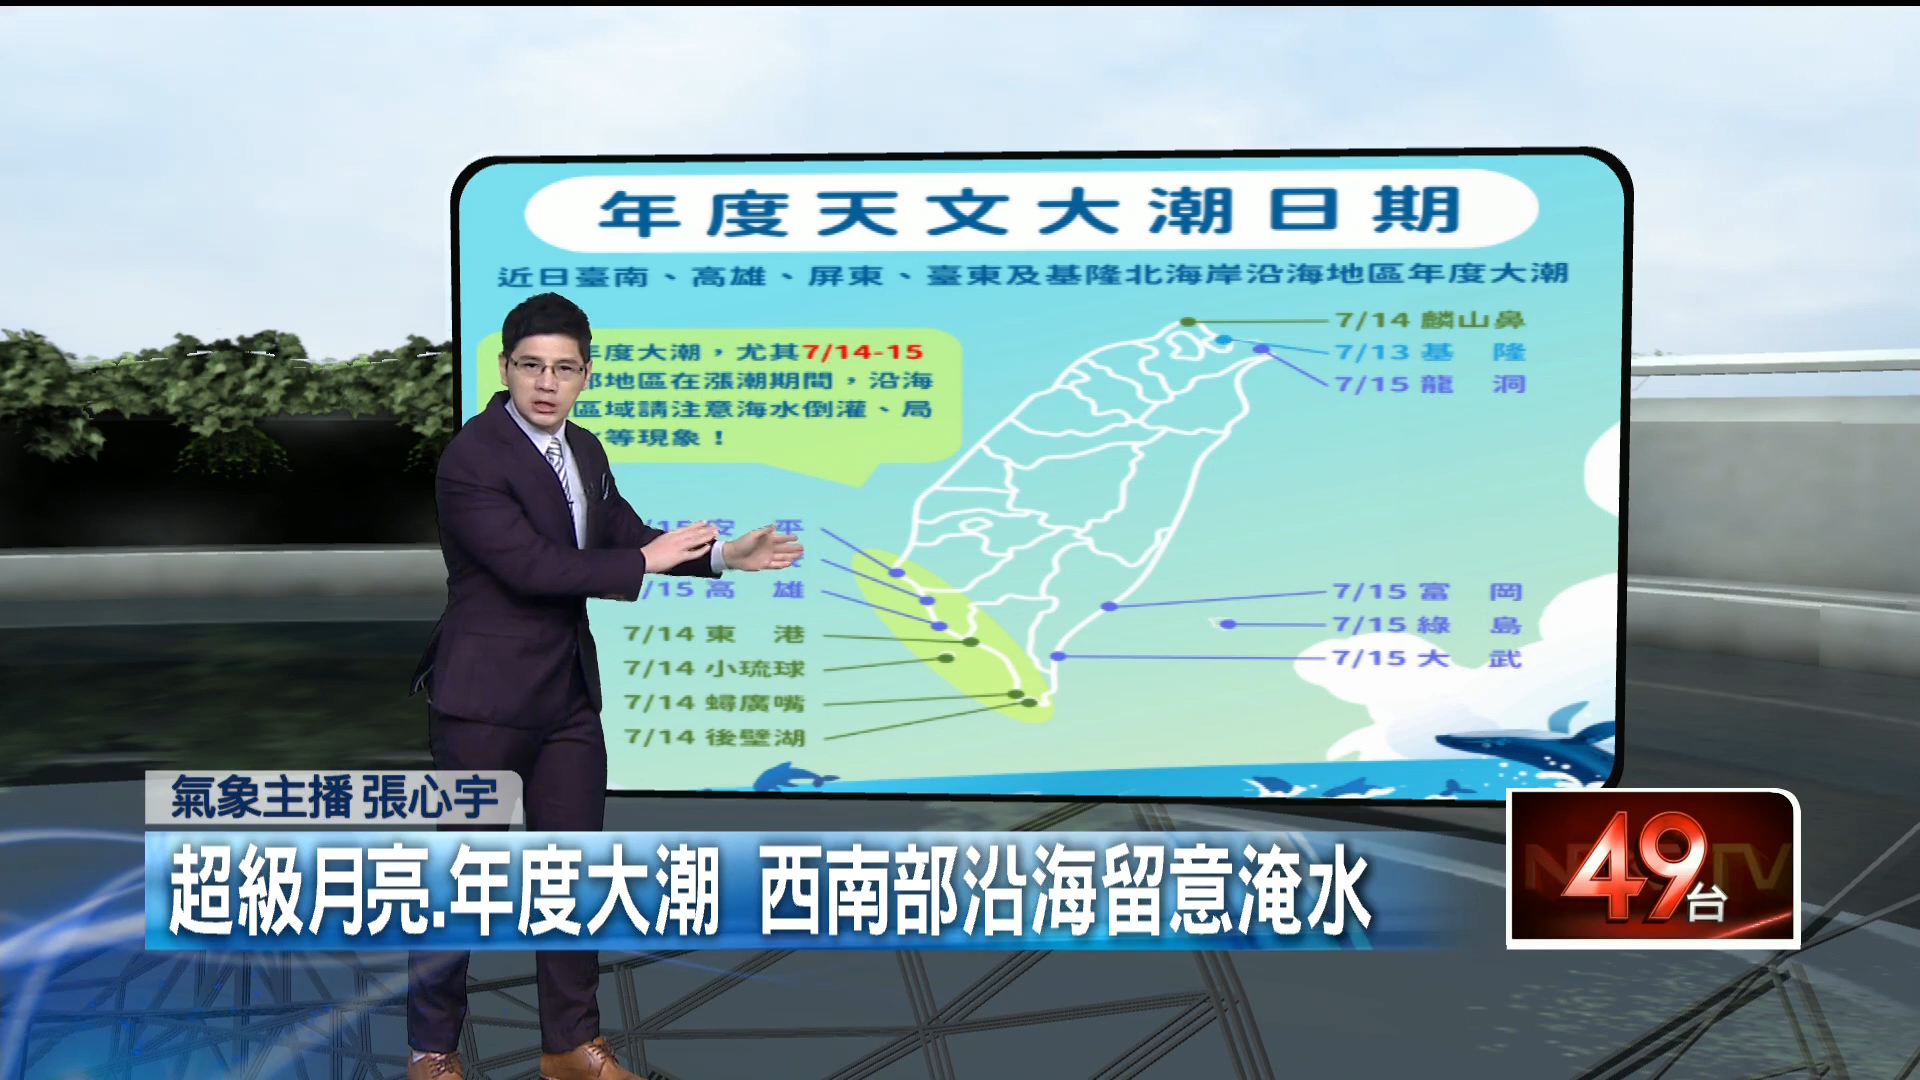 年度天文大潮日期
近日臺南、高雄、屏東、臺東及基隆北海岸沿海地區年度大潮
年度大潮，尤其7/14-15
部地區在漲潮期間，沿海
區域請注意海水倒灌、局
等現象！
7/14 麟山鼻
7/13 基 隆
7/15 龍 洞
/15 安 平
/15 高 雄
7/14 東 港
7/14 小琉球
7/14 蟳廣嘴
7/14 後壁湖
7/15 富 岡
7/15 綠 島
7/15 大 武
氣象主播 張心宇
超級月亮.年度大潮 西南部沿海留意淹水
49台